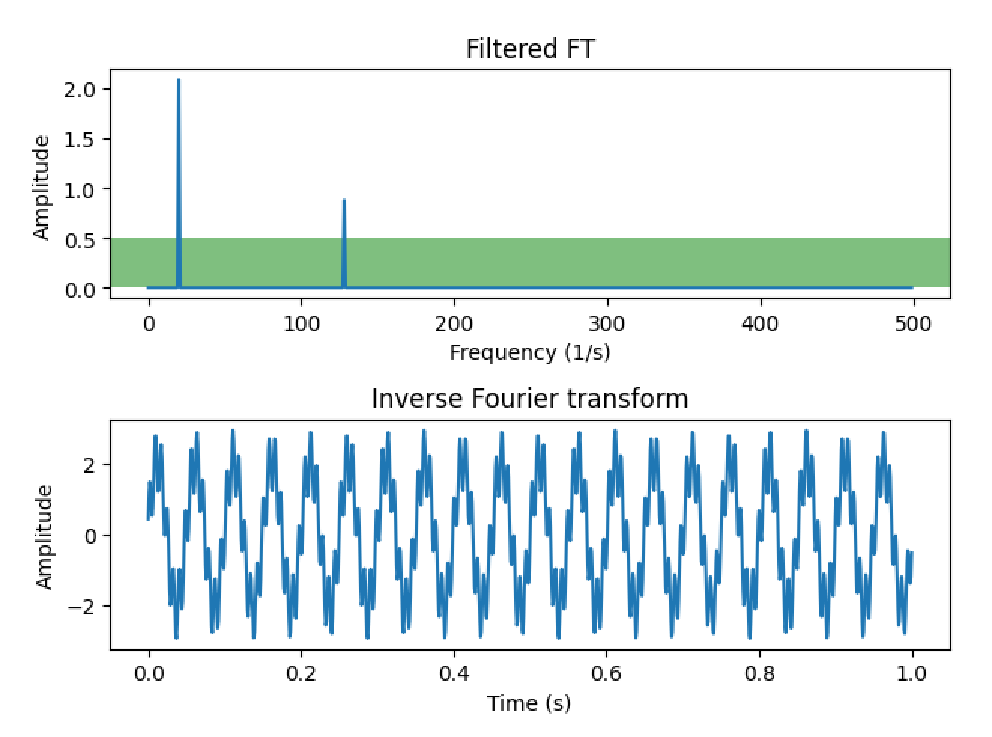 Filtered FT
2.0
1.5
1.0
0.5
0.0
Amplitude
0 100 200 300 400 500
Frequency (1/s)
Inverse Fourier transform
2
0
−2
Amplitude
0.0 0.2 0.4 0.6 0.8 1.0
Time (s)